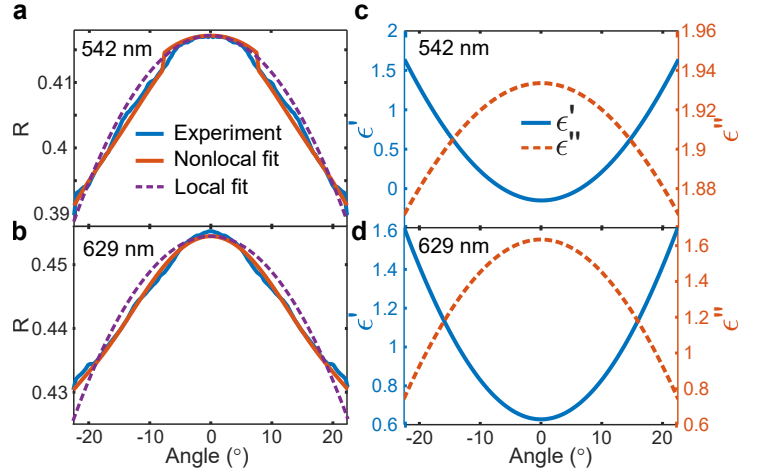 a
542 nm
R
0.41
0.4
0.39
Experiment
Nonlocal fit
Local fit
b
629 nm
R
0.45
0.44
0.43
-20
-10
0
10
20
Angle (°)
c
542 nm
ϵ'
2
1.5
1
0.5
0
ϵ'
ϵ''
1.96
1.94
1.92
1.9
1.88
ϵ''
d
629 nm
ϵ'
1.6
1.4
1.2
1
0.8
0.6
1.6
1.4
1.2
1
0.8
0.6
ϵ''
-20
-10
0
10
20
Angle (°)